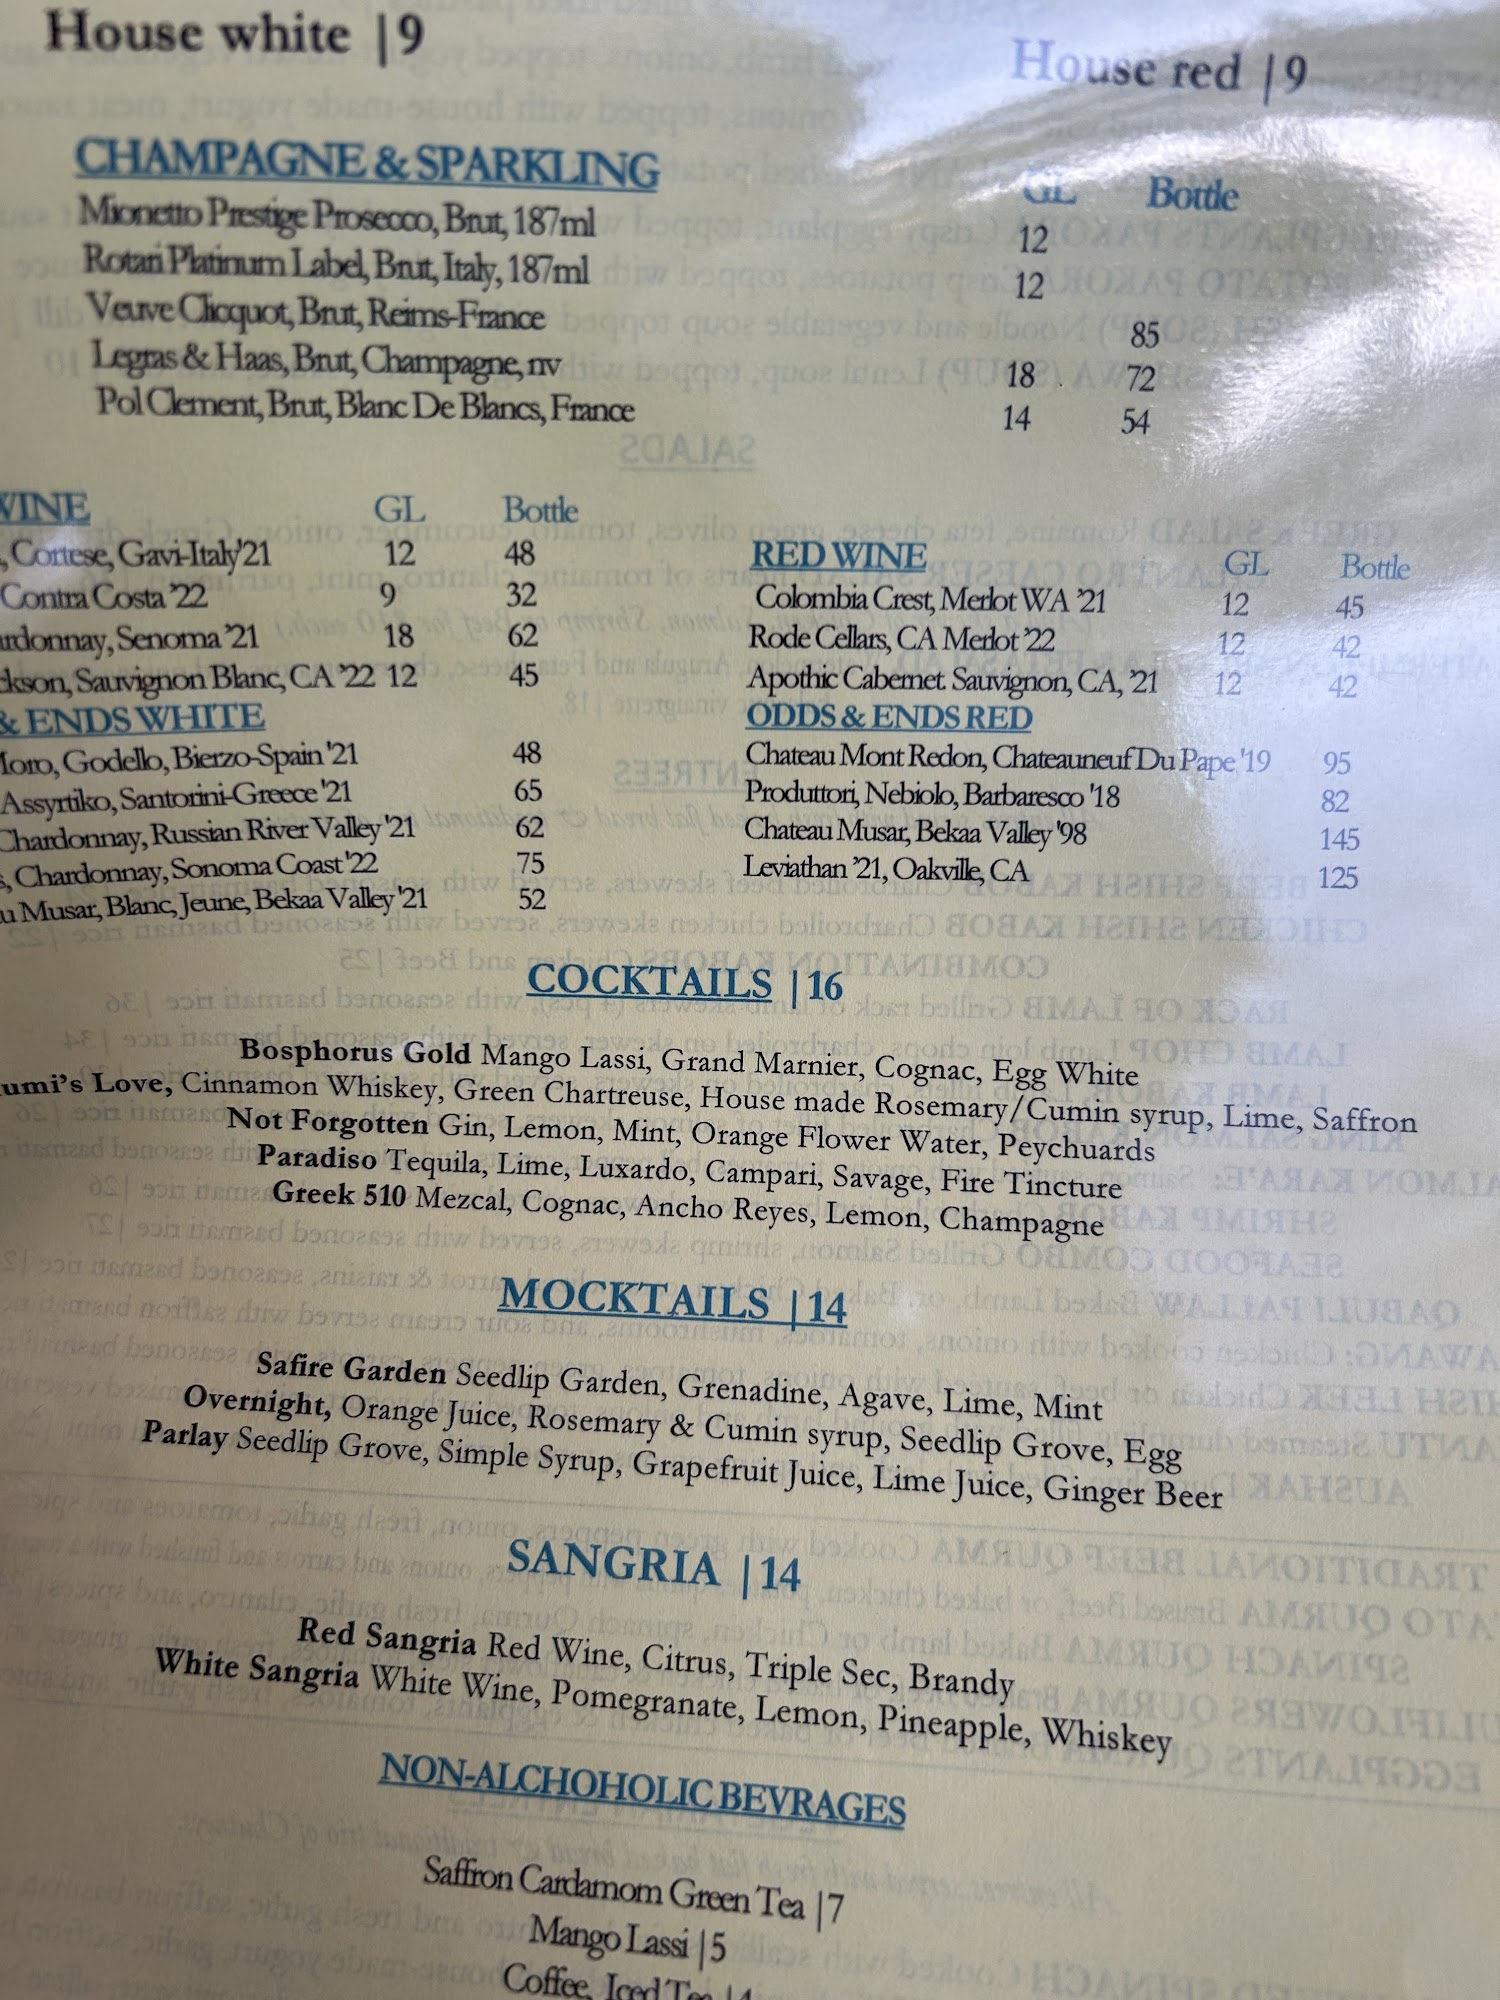 House white |9
House red |9
CHAMPAGNE & SPARKLING GL Bottle
Mionetto Prestige Prosecco, Brut, 187ml 12
Rotari Platinum Label, Brut, Italy, 187ml 12
Veuve Clicquot, Brut, Reims-France 85
Legras & Haas, Brut, Champagne, nv 18 72
Pol Clement, Brut, Blanc De Blancs, France 14 54
WINE GL Bottle
, Cortese, Gavi-Italy'21 12 48
Contra Costa '22 9 32
ardonnay, Senoma '21 18 62
ckson, Sauvignon Blanc, CA '22 12 45
& ENDS WHITE
Moro, Godello, Bierzo-Spain '21 48
Assyrtiko, Santorini-Greece '21 65
Chardonnay, Russian River Valley '21 62
s, Chardonnay, Sonoma Coast '22 75
u Musar, Blanc, Jeune, Bekaa Valley '21 52
RED WINE GL Bottle
Colombia Crest, Merlot WA '21 12 45
Rode Cellars, CA Merlot '22 12 42
Apothic Cabernet Sauvignon, CA, '21 12 42
ODDS & ENDS RED
Chateau Mont Redon, Chateauneuf Du Pape '19 95
Produttori, Nebiolo, Barbaresco '18 82
Chateau Musar, Bekaa Valley '98 145
Leviathan '21, Oakville, CA 125
COCKTAILS |16
Bosphorus Gold Mango Lassi, Grand Marnier, Cognac, Egg White
umi's Love, Cinnamon Whiskey, Green Chartreuse, House made Rosemary/Cumin syrup, Lime, Saffron
Not Forgotten Gin, Lemon, Mint, Orange Flower Water, Peychuards
Paradiso Tequila, Lime, Luxardo, Campari, Savage, Fire Tincture
Greek 510 Mezcal, Cognac, Ancho Reyes, Lemon, Champagne
MOCKTAILS |14
Safire Garden Seedlip Garden, Grenadine, Agave, Lime, Mint
Overnight, Orange Juice, Rosemary & Cumin syrup, Seedlip Grove, Egg
Parlay Seedlip Grove, Simple Syrup, Grapefruit Juice, Lime Juice, Ginger Beer
SANGRIA |14
Red Sangria Red Wine, Citrus, Triple Sec, Brandy
White Sangria White Wine, Pomegranate, Lemon, Pineapple, Whiskey
NON-ALCHOHOLIC BEVRAGES
Saffron Cardamom Green Tea |7
Mango Lassi |5
Coffee, Iced Tea |4